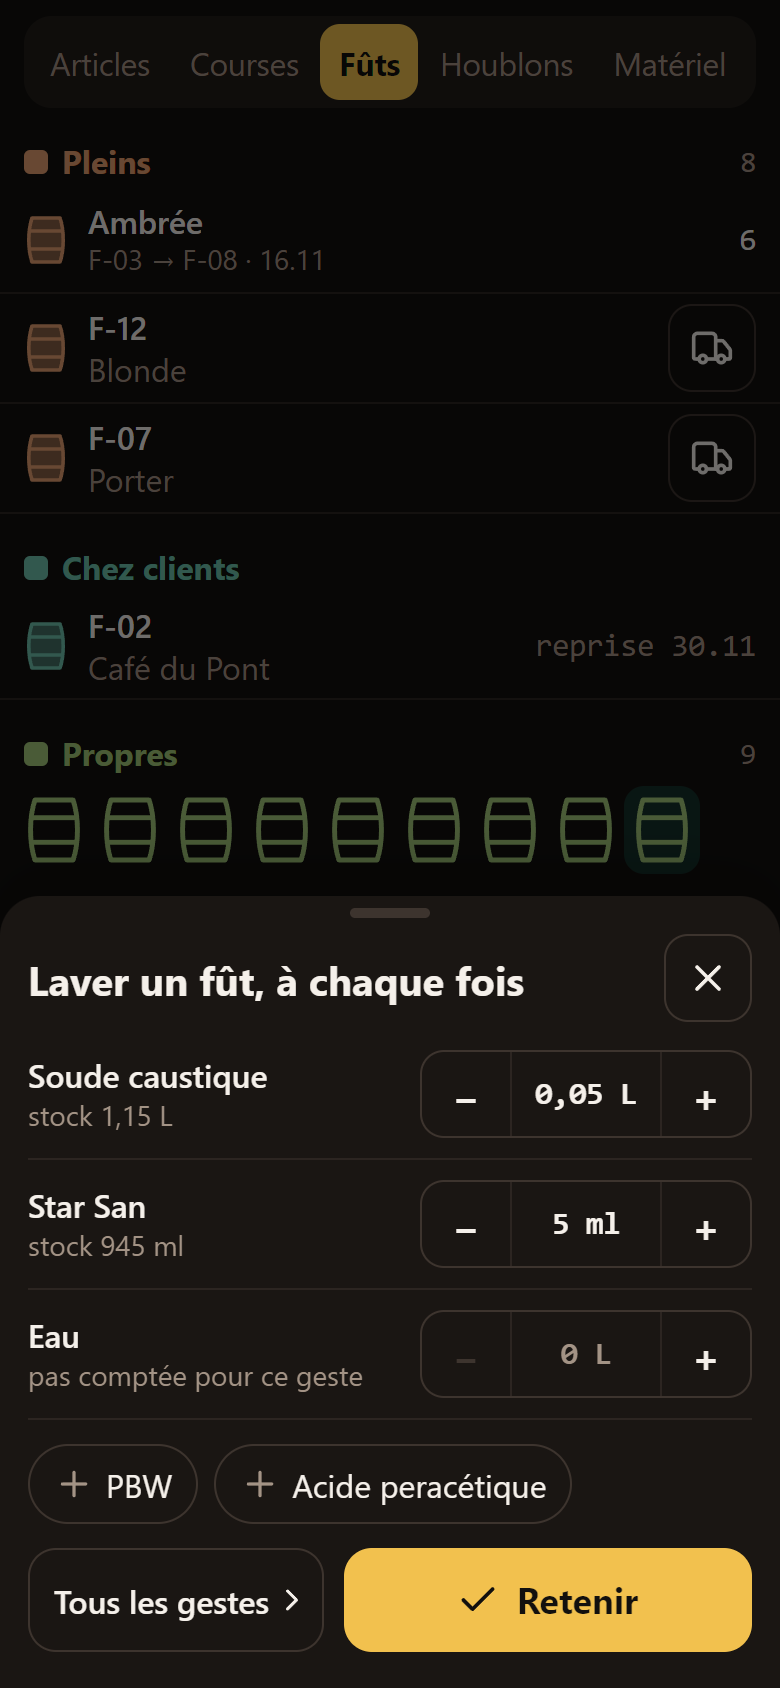 Articles Courses Fûts Houblons Matériel
Pleins 8
Ambrée
F-03 → F-08 · 16.11
6
F-12
Blonde
F-07
Porter
Chez clients
F-02
Café du Pont
reprise 30.11
Propres 9
Laver un fût, à chaque fois
Soude caustique
stock 1,15 L
− 0,05 L +
Star San
stock 945 ml
− 5 ml +
Eau
pas comptée pour ce geste
− 0 L +
+ PBW + Acide peracétique
Tous les gestes › ✓ Retenir